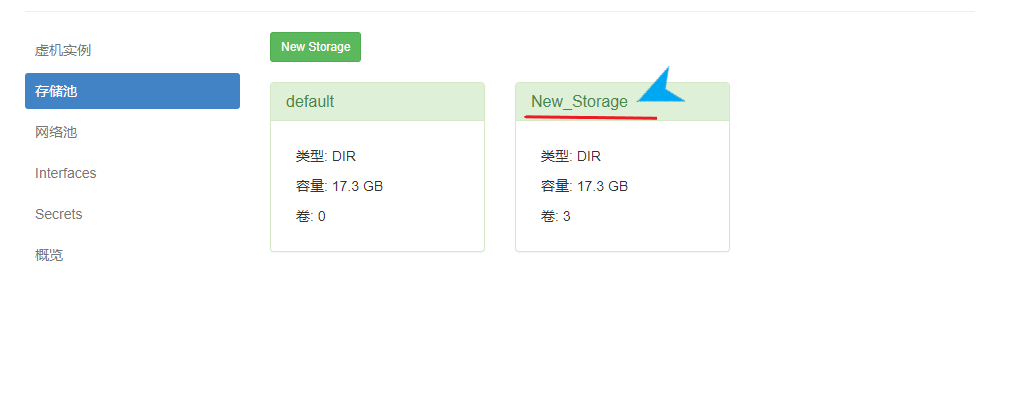 虚机实例
存储池
网络池
Interfaces
Secrets
概览
New Storage
default
类型: DIR
容量: 17.3 GB
卷: 0
New_Storage
类型: DIR
容量: 17.3 GB
卷: 3